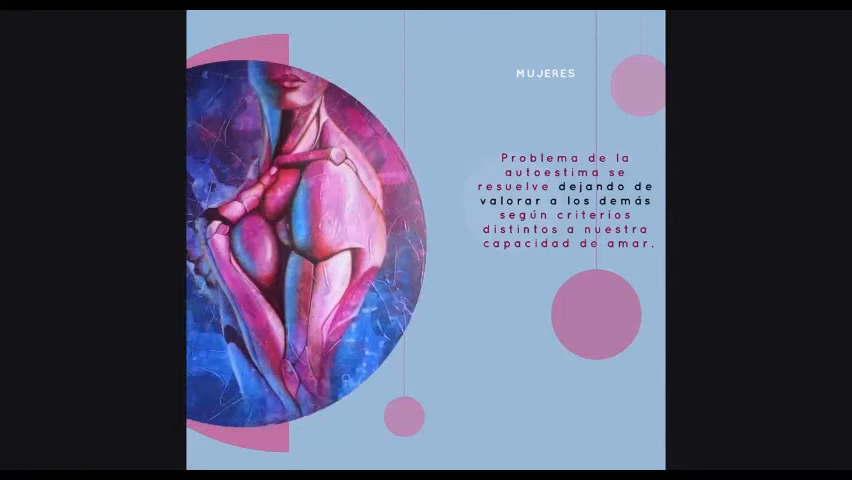 MUJERES
Problema de la
autoestima se
resuelve dejando de
valorar a los demás
según criterios
distintos a nuestra
capacidad de amar.